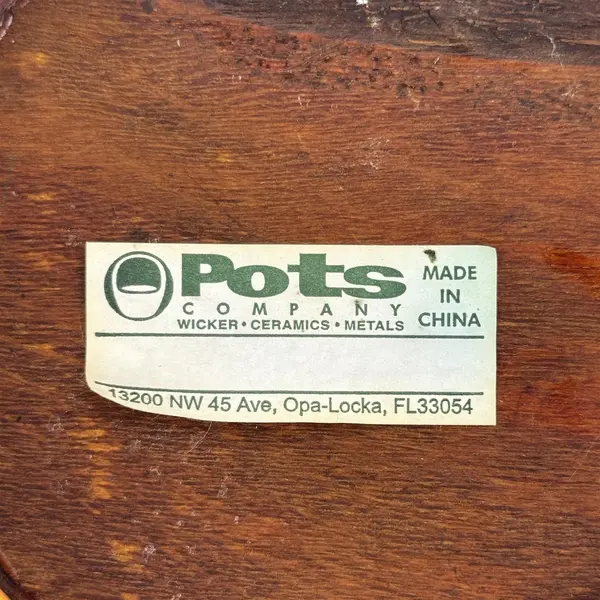 Pots
COMPANY
WICKER • CERAMICS • METALS
MADE
IN
CHINA
13200 NW 45 Ave, Opa-Locka, FL33054